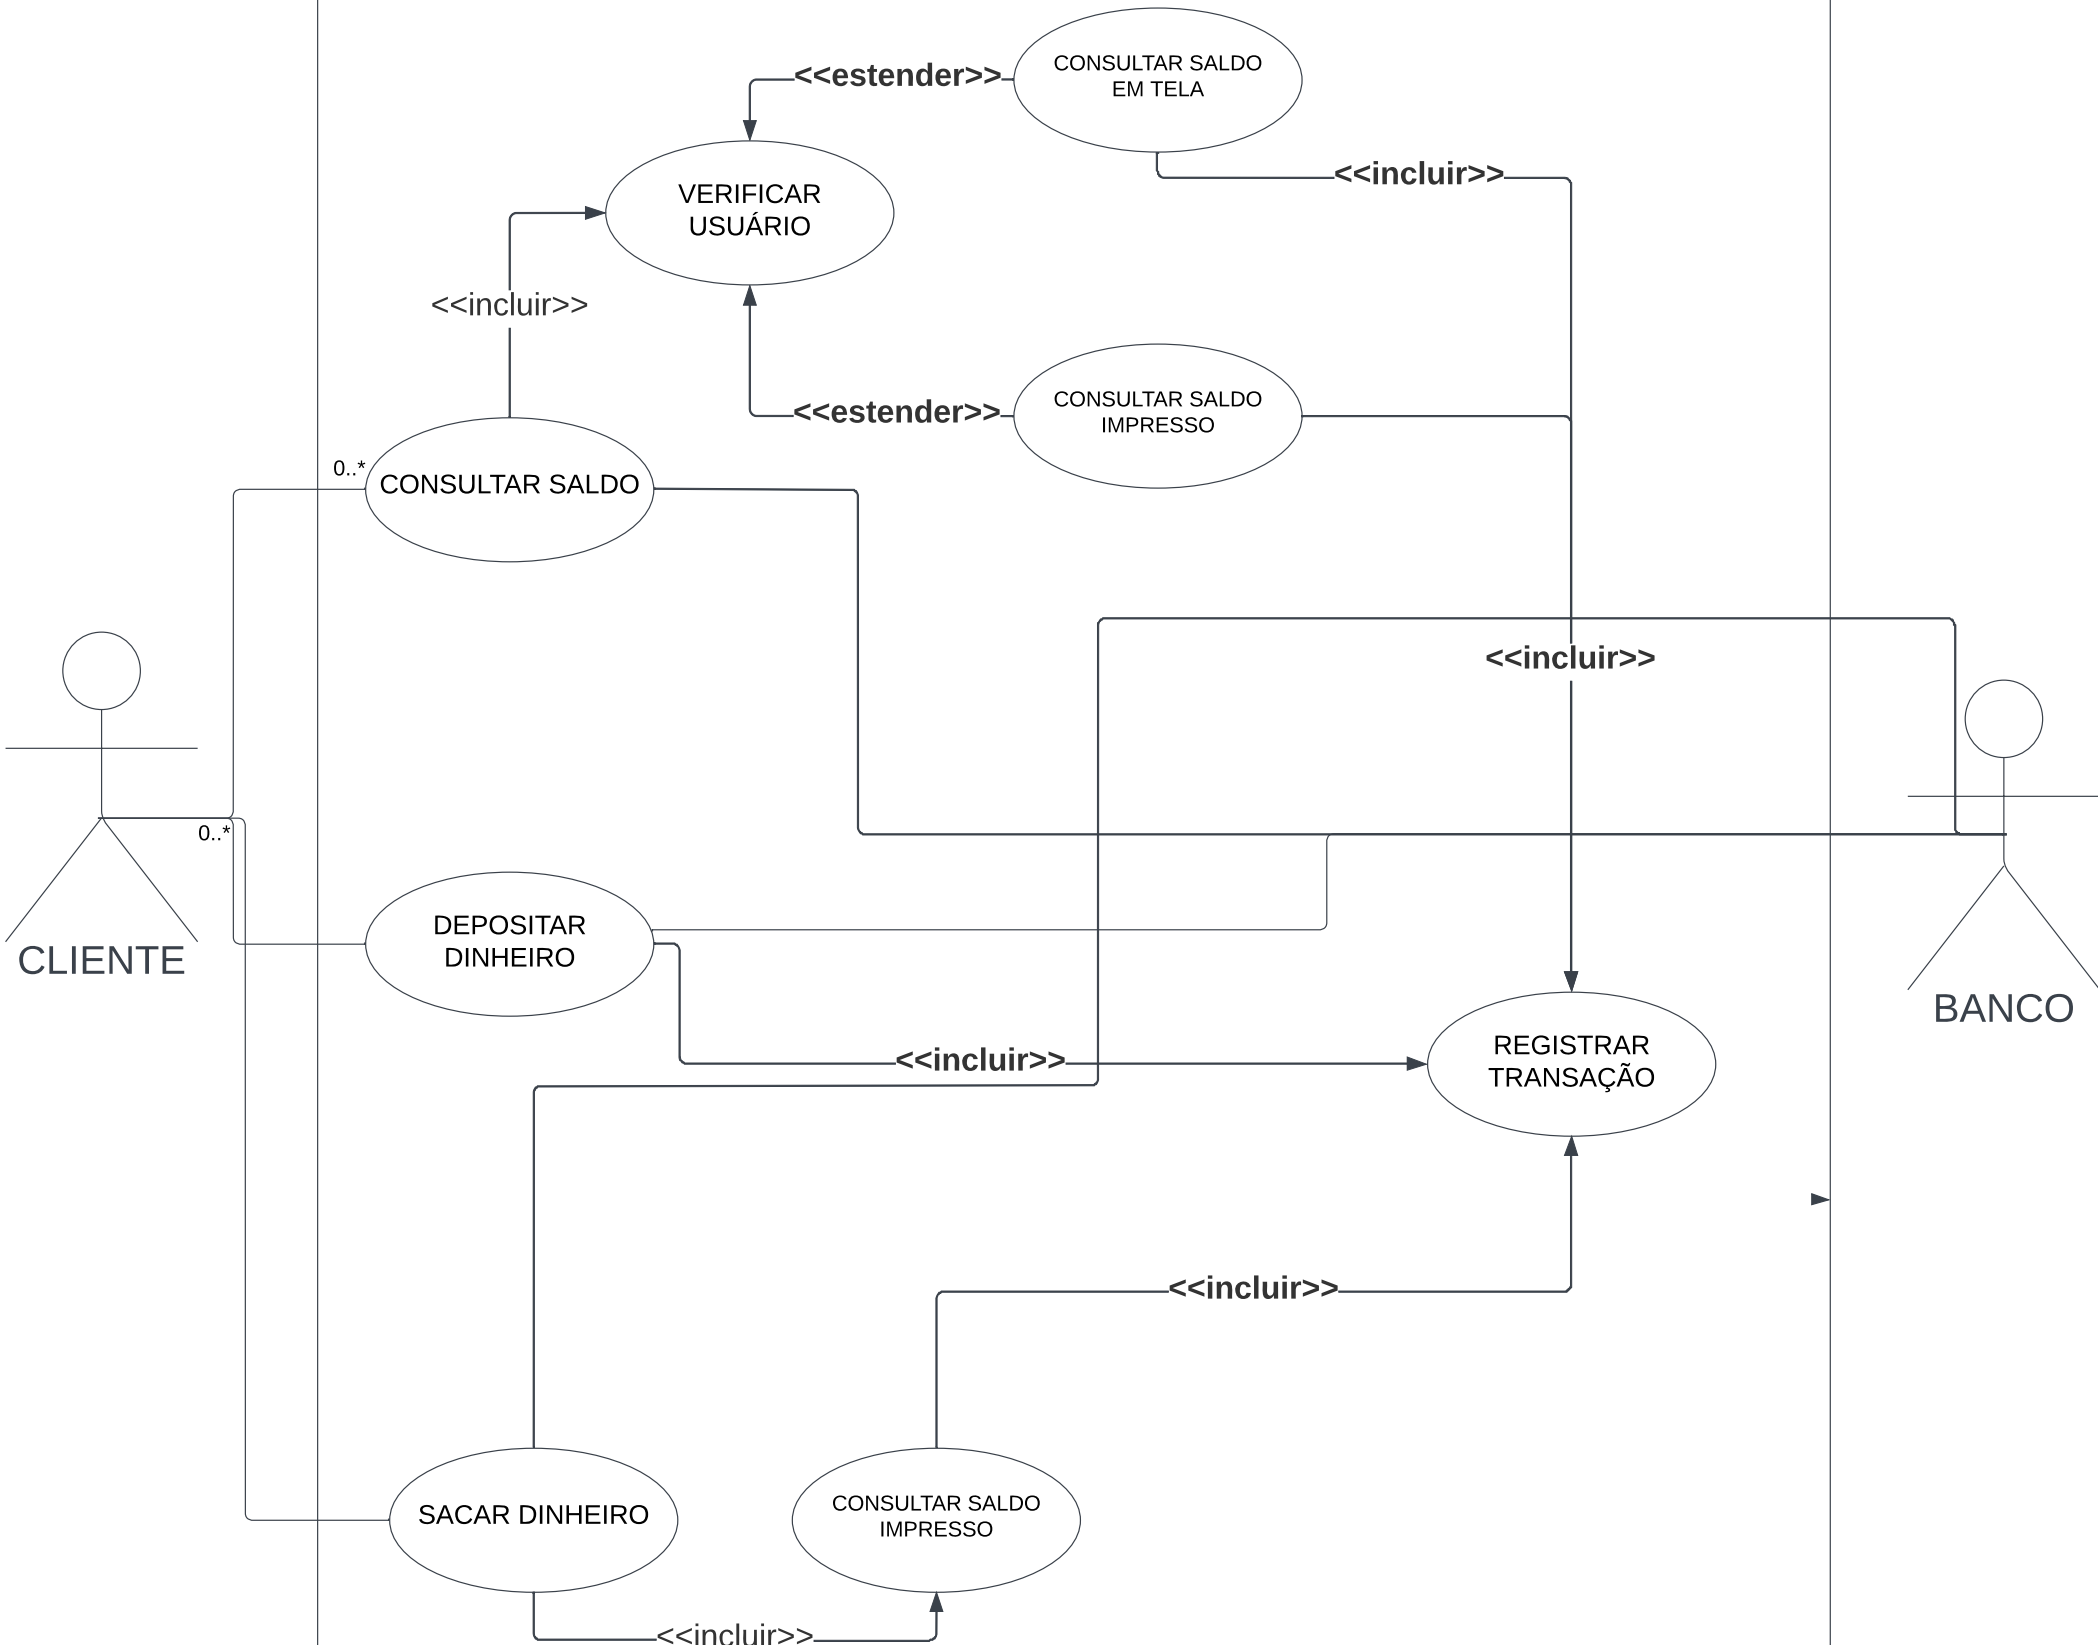 <<estender>>
CONSULTAR SALDO
EM TELA
<<incluir>>
VERIFICAR
USUÁRIO
<<incluir>>
<<estender>>
CONSULTAR SALDO
IMPRESSO
0..*
CONSULTAR SALDO
<<incluir>>
0..*
CLIENTE
DEPOSITAR
DINHEIRO
BANCO
<<incluir>>
REGISTRAR
TRANSAÇÃO
<<incluir>>
SACAR DINHEIRO
CONSULTAR SALDO
IMPRESSO
<<incluir>>